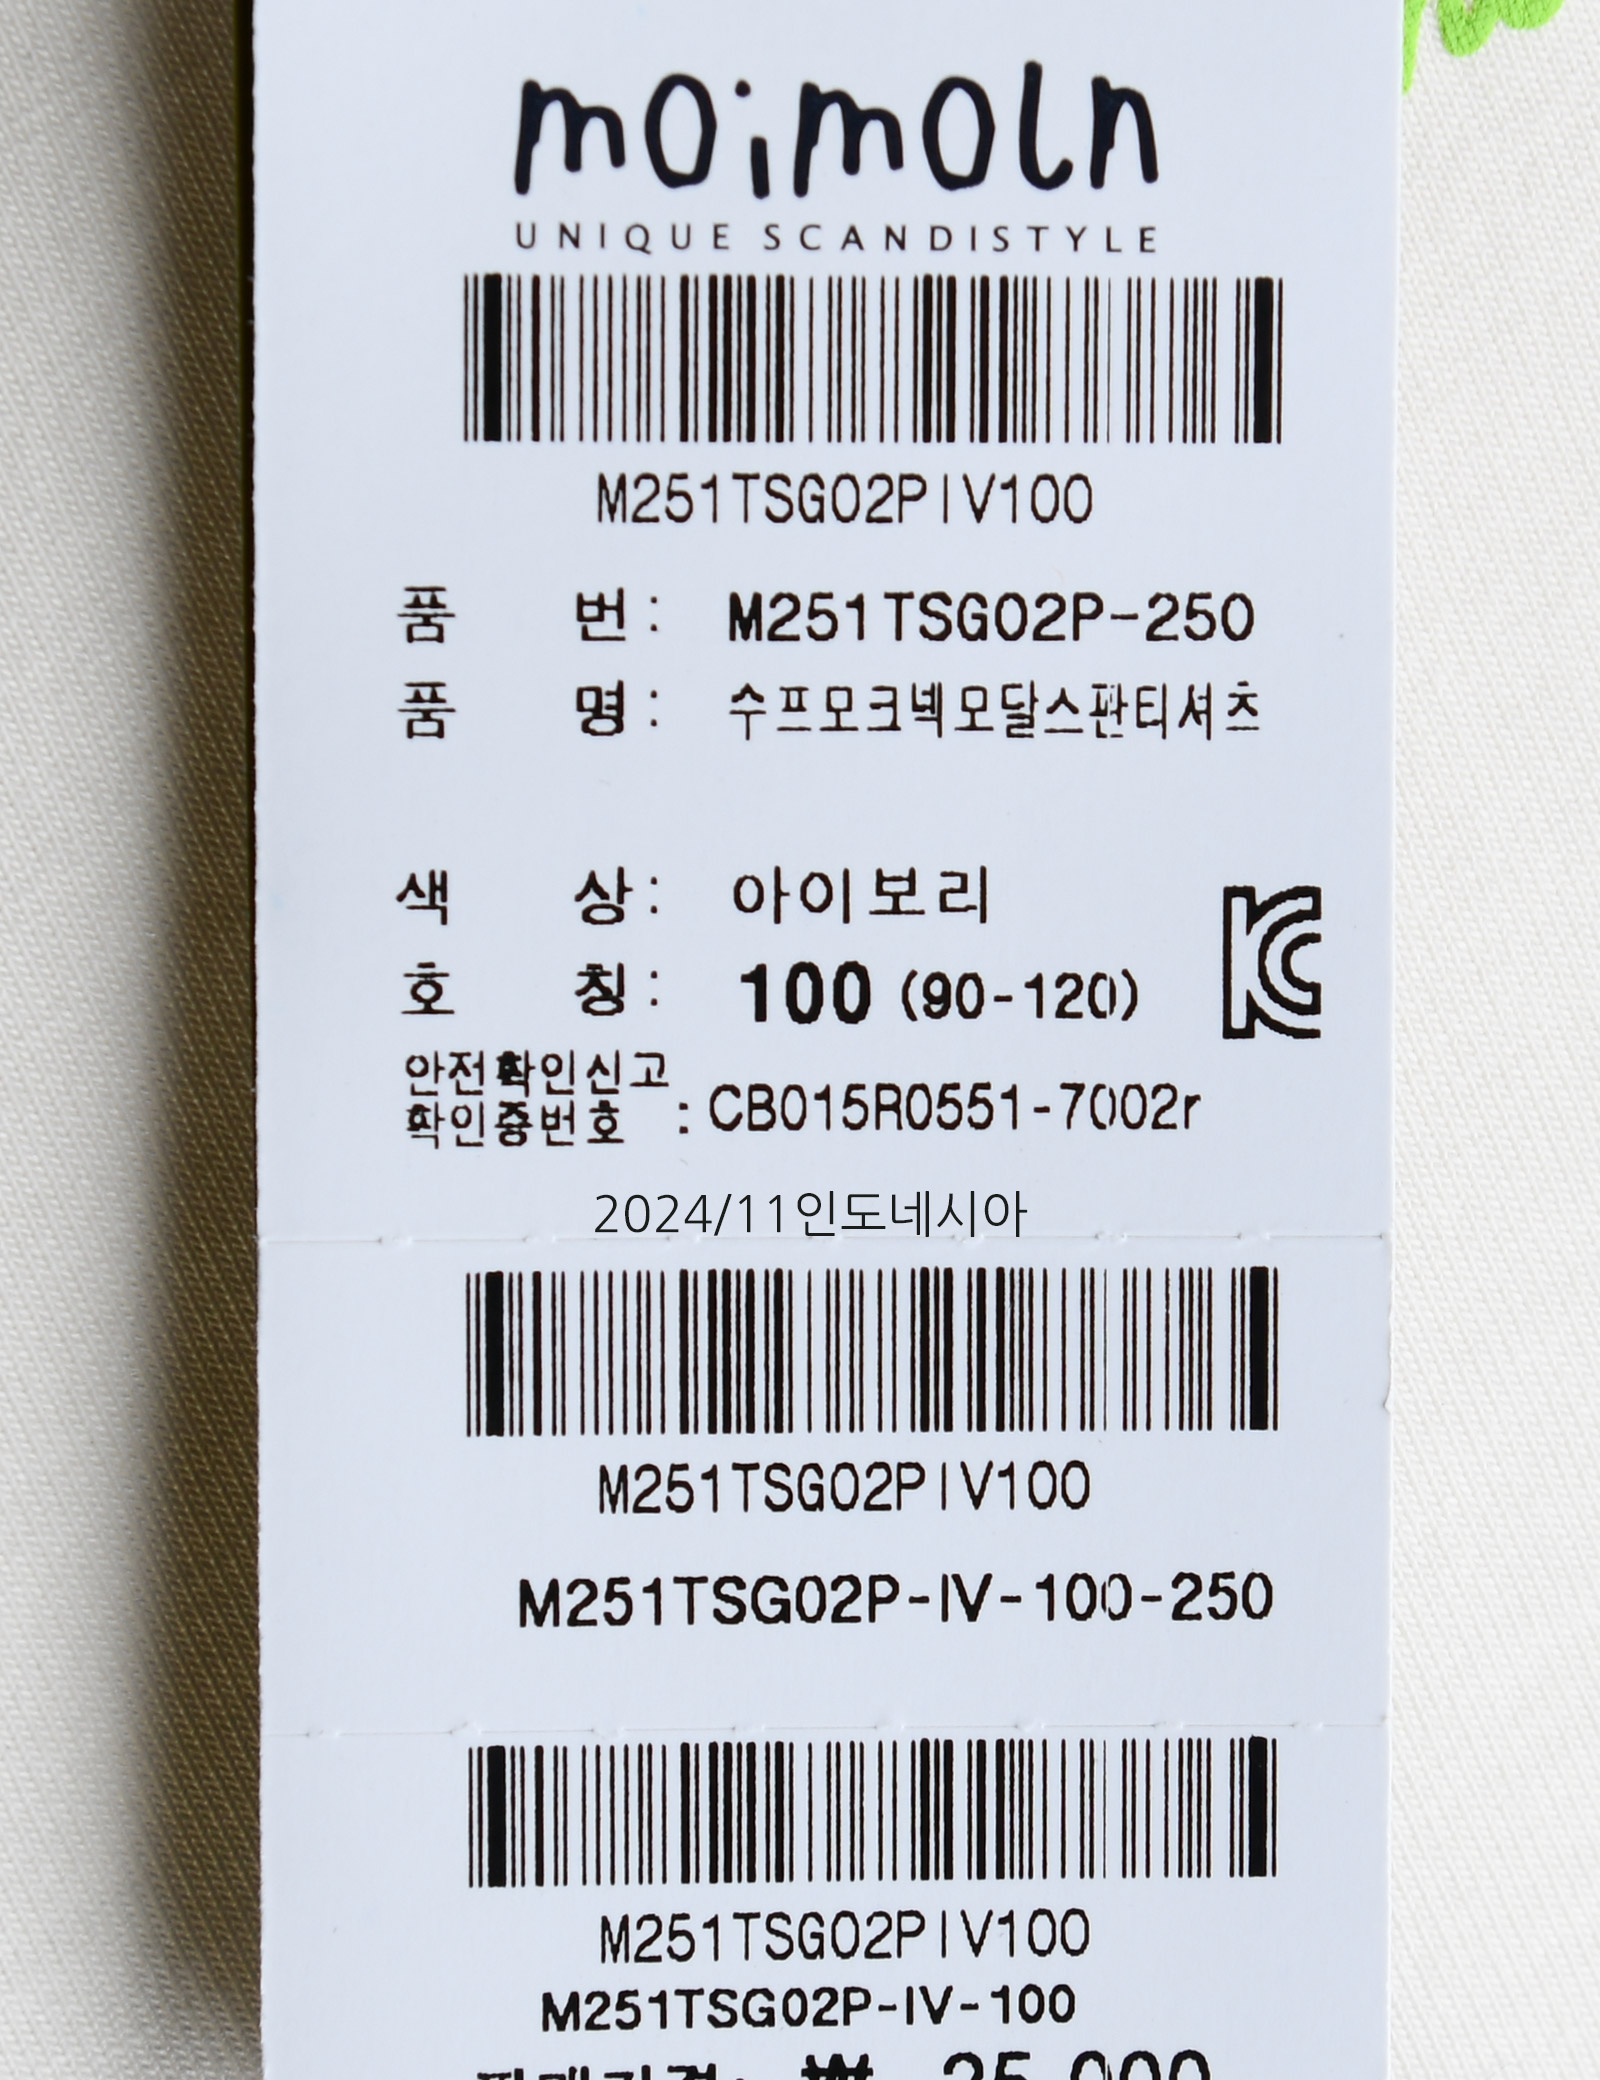 moimoln
UNIQUE SCANDISTYLE
M251TSG02PIV100
품 번 : M251TSG02P-250
품 명 : 수프모크넥모달스판티셔츠
색 상 : 아이보리
호 칭 : 100 (90-120)
안전확인신고
확인증번호 : CB015R0551-7002r
2024/11인도네시아
M251TSG02PIV100
M251TSG02P-IV-100-250
M251TSG02PIV100
M251TSG02P-IV-100